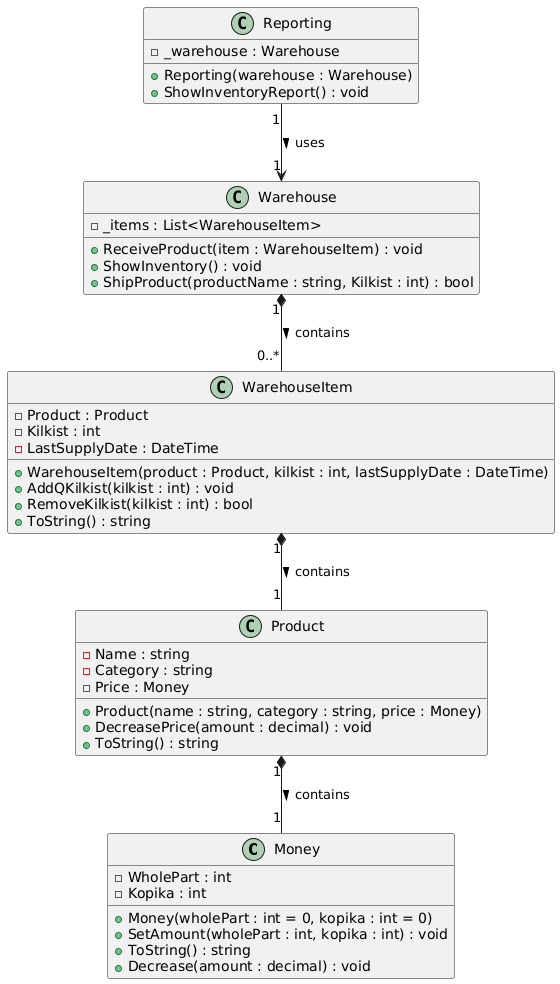 C Reporting
_warehouse : Warehouse
Reporting(warehouse : Warehouse)
ShowInventoryReport() : void
1
uses
1
C Warehouse
_items : List<WarehouseItem>
ReceiveProduct(item : WarehouseItem) : void
ShowInventory() : void
ShipProduct(productName : string, Kilkist : int) : bool
1
contains
0..*
C WarehouseItem
Product : Product
Kilkist : int
LastSupplyDate : DateTime
WarehouseItem(product : Product, kilkist : int, lastSupplyDate : DateTime)
AddQKilkist(kilkist : int) : void
RemoveKilkist(kilkist : int) : bool
ToString() : string
1
contains
1
C Product
Name : string
Category : string
Price : Money
Product(name : string, category : string, price : Money)
DecreasePrice(amount : decimal) : void
ToString() : string
1
contains
1
C Money
WholePart : int
Kopika : int
Money(wholePart : int = 0, kopika : int = 0)
SetAmount(wholePart : int, kopika : int) : void
ToString() : string
Decrease(amount : decimal) : void